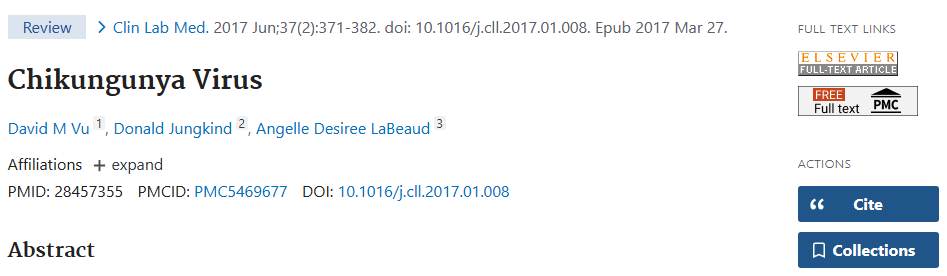 Review
Clin Lab Med. 2017 Jun;37(2):371-382. doi: 10.1016/j.cll.2017.01.008. Epub 2017 Mar 27.
Chikungunya Virus
David M Vu 1, Donald Jungkind 2, Angelle Desiree LaBeaud 3
Affiliations + expand
PMID: 28457355 PMCID: PMC5469677 DOI: 10.1016/j.cll.2017.01.008
Abstract
FULL TEXT LINKS
ELSEVIER
FULL-TEXT ARTICLE
FREE
Full text PMC
ACTIONS
Cite
Collections